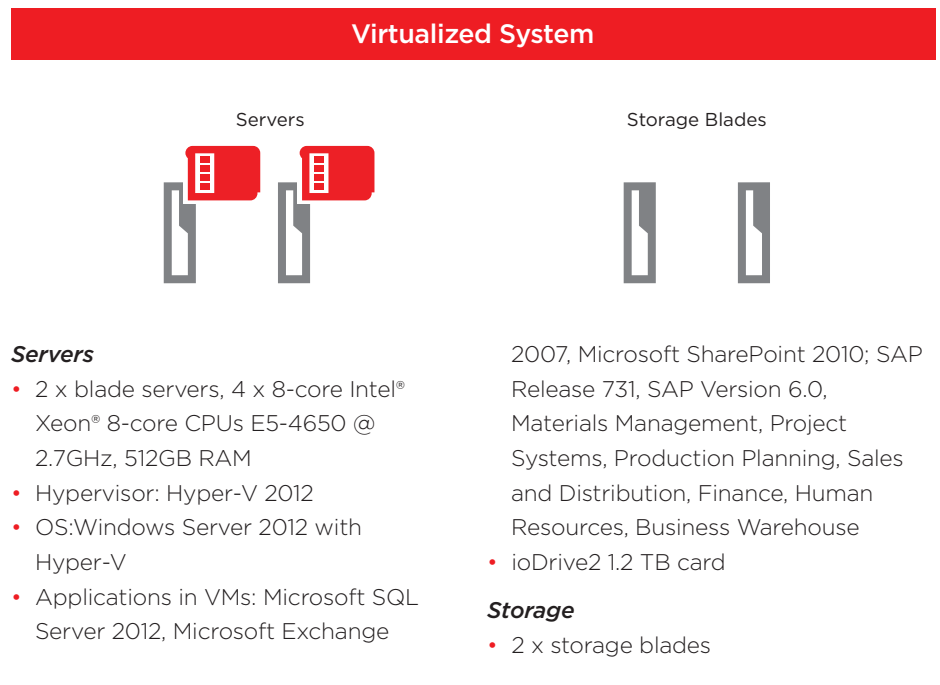 Virtualized System
Servers
Storage Blades
Servers
• 2 x blade servers, 4 x 8-core Intel®
Xeon® 8-core CPUs E5-4650 @
2.7GHz, 512GB RAM
• Hypervisor: Hyper-V 2012
• OS:Windows Server 2012 with
Hyper-V
• Applications in VMs: Microsoft SQL
Server 2012, Microsoft Exchange
2007, Microsoft SharePoint 2010; SAP
Release 731, SAP Version 6.0,
Materials Management, Project
Systems, Production Planning, Sales
and Distribution, Finance, Human
Resources, Business Warehouse
• ioDrive2 1.2 TB card
Storage
• 2 x storage blades